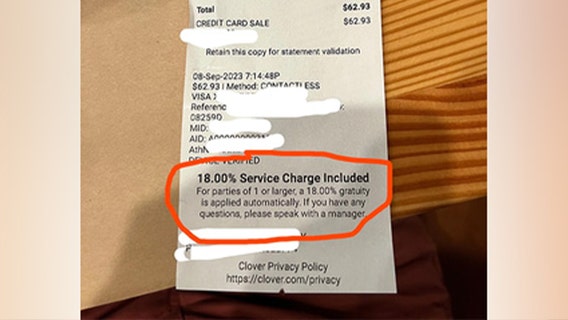 Total $62.93
CREDIT CARD SALE $62.93
Retain this copy for statement validation
08-Sep-2023 7:14:48P
$62.93 | Method: CONTACTLESS
VISA
08259D
MID:
AID:
VERIFIED
18.00% Service Charge Included
For parties of 1 or larger, a 18.00% gratuity
is applied automatically. If you have any
questions, please speak with a manager
Clover Privacy Policy
https://clover.com/privacy